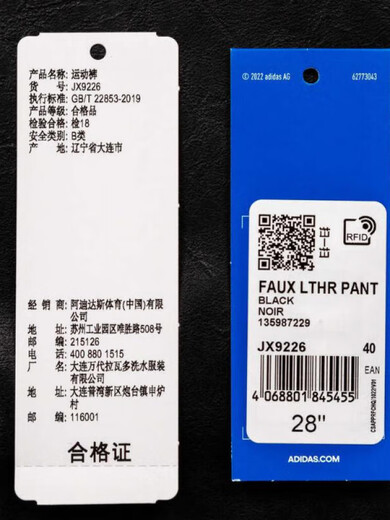 产品名称: 运动裤
货 号: JX9226
执行标准: GB/T 22853-2019
产品等级: 合格品
检验合格: 检18
安全类别: B类
产 地: 辽宁省大连市
经 销 商: 阿迪达斯体育(中国)有限
公司
地 址: 苏州工业园区唯胜路508号
邮 编: 215126
电 话: 400 880 1515
厂 名: 大连万代拉瓦多洗水服装
有限公司
地 址: 大连普湾新区炮台镇申炉
村
邮 编: 116001
合格证
© 2022 adidas AG
62773043
RFID
FAUX LTHR PANT
BLACK
NOIR
135987229
JX9226
40
EAN
4 068801 845455
28"
ADIDAS.COM